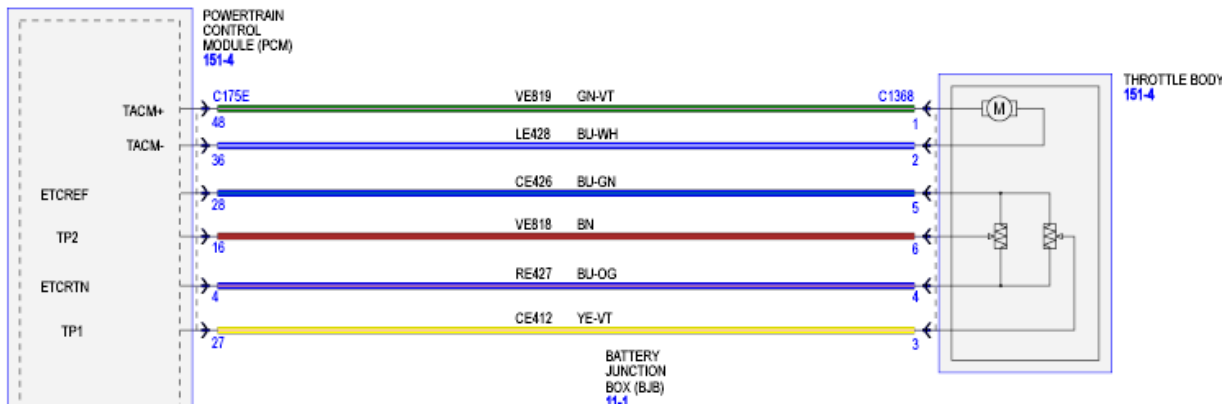 POWERTRAIN
CONTROL
MODULE (PCM)
151-4
THROTTLE BODY
151-4
TACM+ C175E 48 VE819 GN-VT C1368 1 M
TACM- 36 LE428 BU-WH 2
ETCREF 28 CE426 BU-GN 5
TP2 16 VE818 BN 6
ETCRTN 4 RE427 BU-OG 4
TP1 27 CE412 YE-VT 3
BATTERY
JUNCTION
BOX (BJB)
11-1